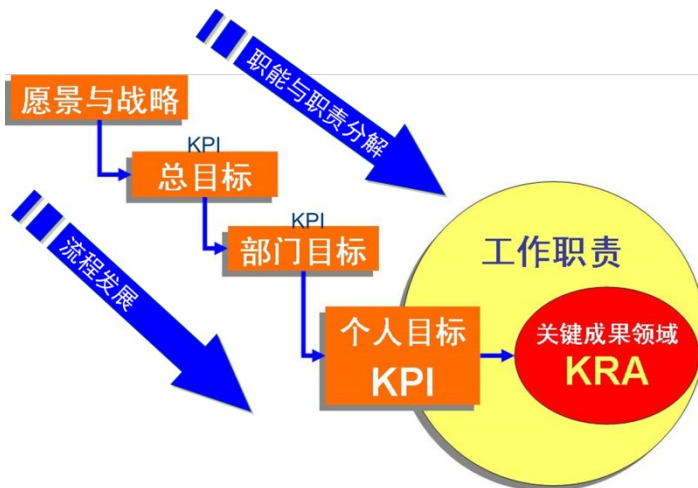 职能与职责分解
愿景与战略
KPI
总目标
KPI
部门目标
流程发展
工作职责
个人目标
KPI
关键成果领域
KRA